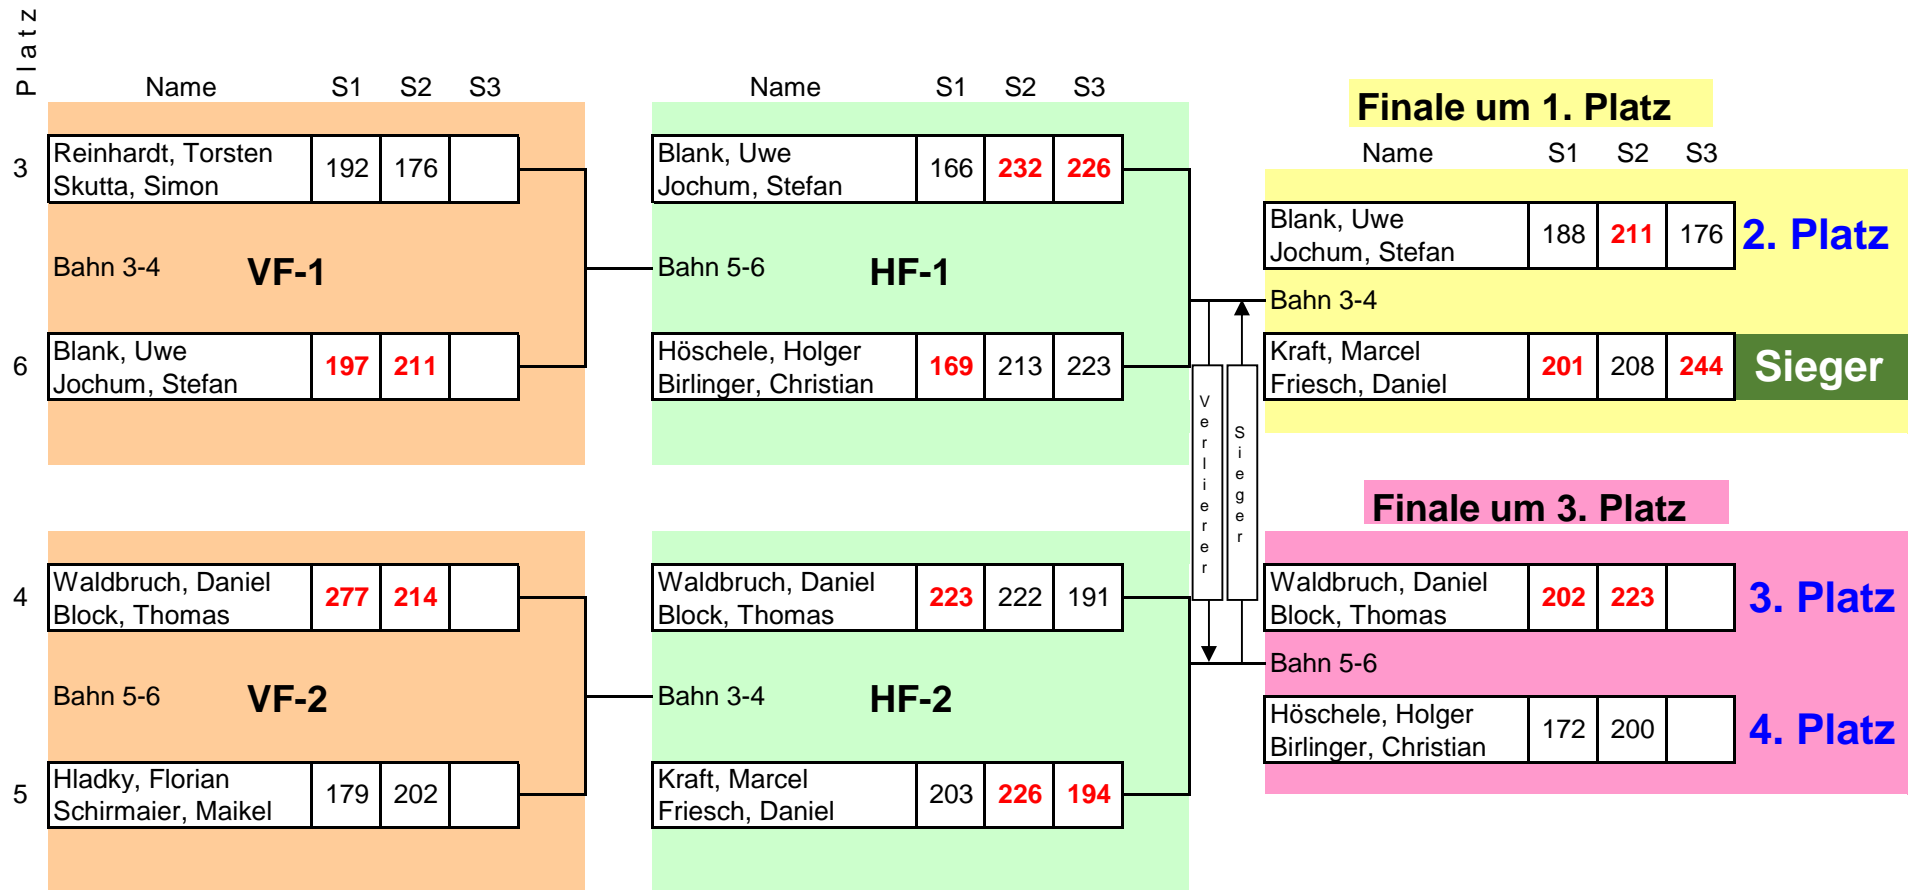 Platz
Name S1 S2 S3
3 Reinhardt, Torsten 192 176
Skutta, Simon
Bahn 3-4 VF-1
6 Blank, Uwe 197 211
Jochum, Stefan
4 Waldbruch, Daniel 277 214
Block, Thomas
Bahn 5-6 VF-2
5 Hladky, Florian 179 202
Schirmaier, Maikel
Name S1 S2 S3
Blank, Uwe 166 232 226
Jochum, Stefan
Bahn 5-6 HF-1
Höschele, Holger 169 213 223
Birlinger, Christian
Waldbruch, Daniel 223 222 191
Block, Thomas
Bahn 3-4 HF-2
Kraft, Marcel 203 226 194
Friesch, Daniel
Verlierer
Sieger
Finale um 1. Platz
Name S1 S2 S3
Blank, Uwe 188 211 176 2. Platz
Jochum, Stefan
Bahn 3-4
Kraft, Marcel 201 208 244 Sieger
Friesch, Daniel
Finale um 3. Platz
Waldbruch, Daniel 202 223 3. Platz
Block, Thomas
Bahn 5-6
Höschele, Holger 172 200 4. Platz
Birlinger, Christian